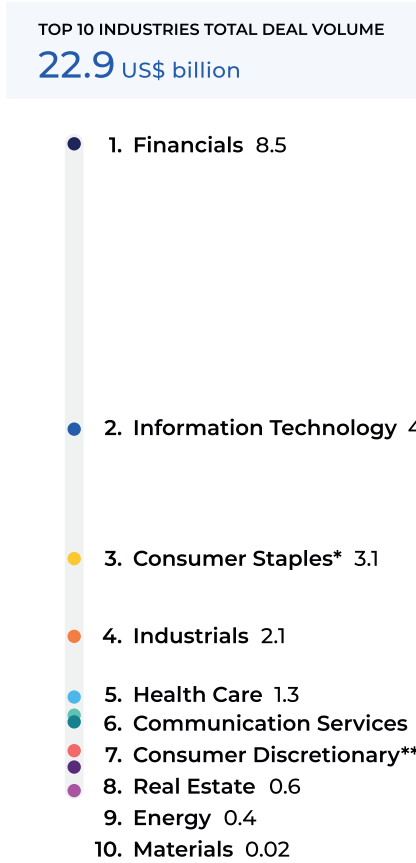 TOP 10 INDUSTRIES TOTAL DEAL VOLUME
22.9 US$ billion
1. Financials 8.5
2. Information Technology
3. Consumer Staples* 3.1
4. Industrials 2.1
5. Health Care 1.3
6. Communication Services
7. Consumer Discretionary**
8. Real Estate 0.6
9. Energy 0.4
10. Materials 0.02